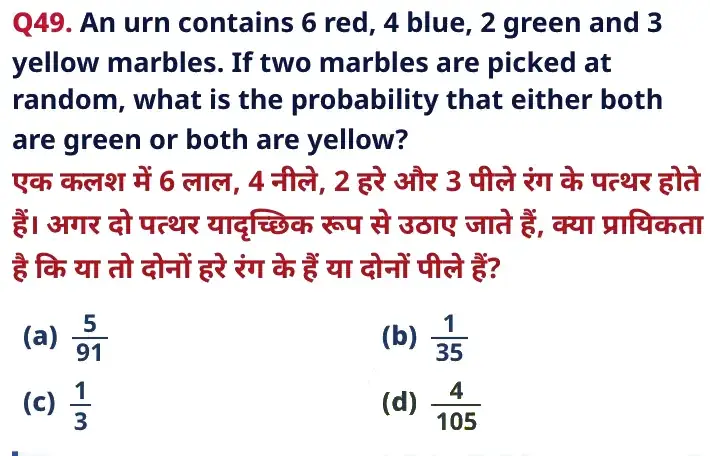 Q49. An urn contains 6 red, 4 blue, 2 green and 3
yellow marbles. If two marbles are picked at
random, what is the probability that either both
are green or both are yellow?
एक कलश में 6 लाल, 4 नीले, 2 हरे और 3 पीले रंग के पत्थर होते
हैं। अगर दो पत्थर यादृच्छिक रूप से उठाए जाते हैं, क्या प्रायिकता
है कि या तो दोनों हरे रंग के हैं या दोनों पीले हैं?
(a) 5/91 (b) 1/35
(c) 1/3 (d) 4/105